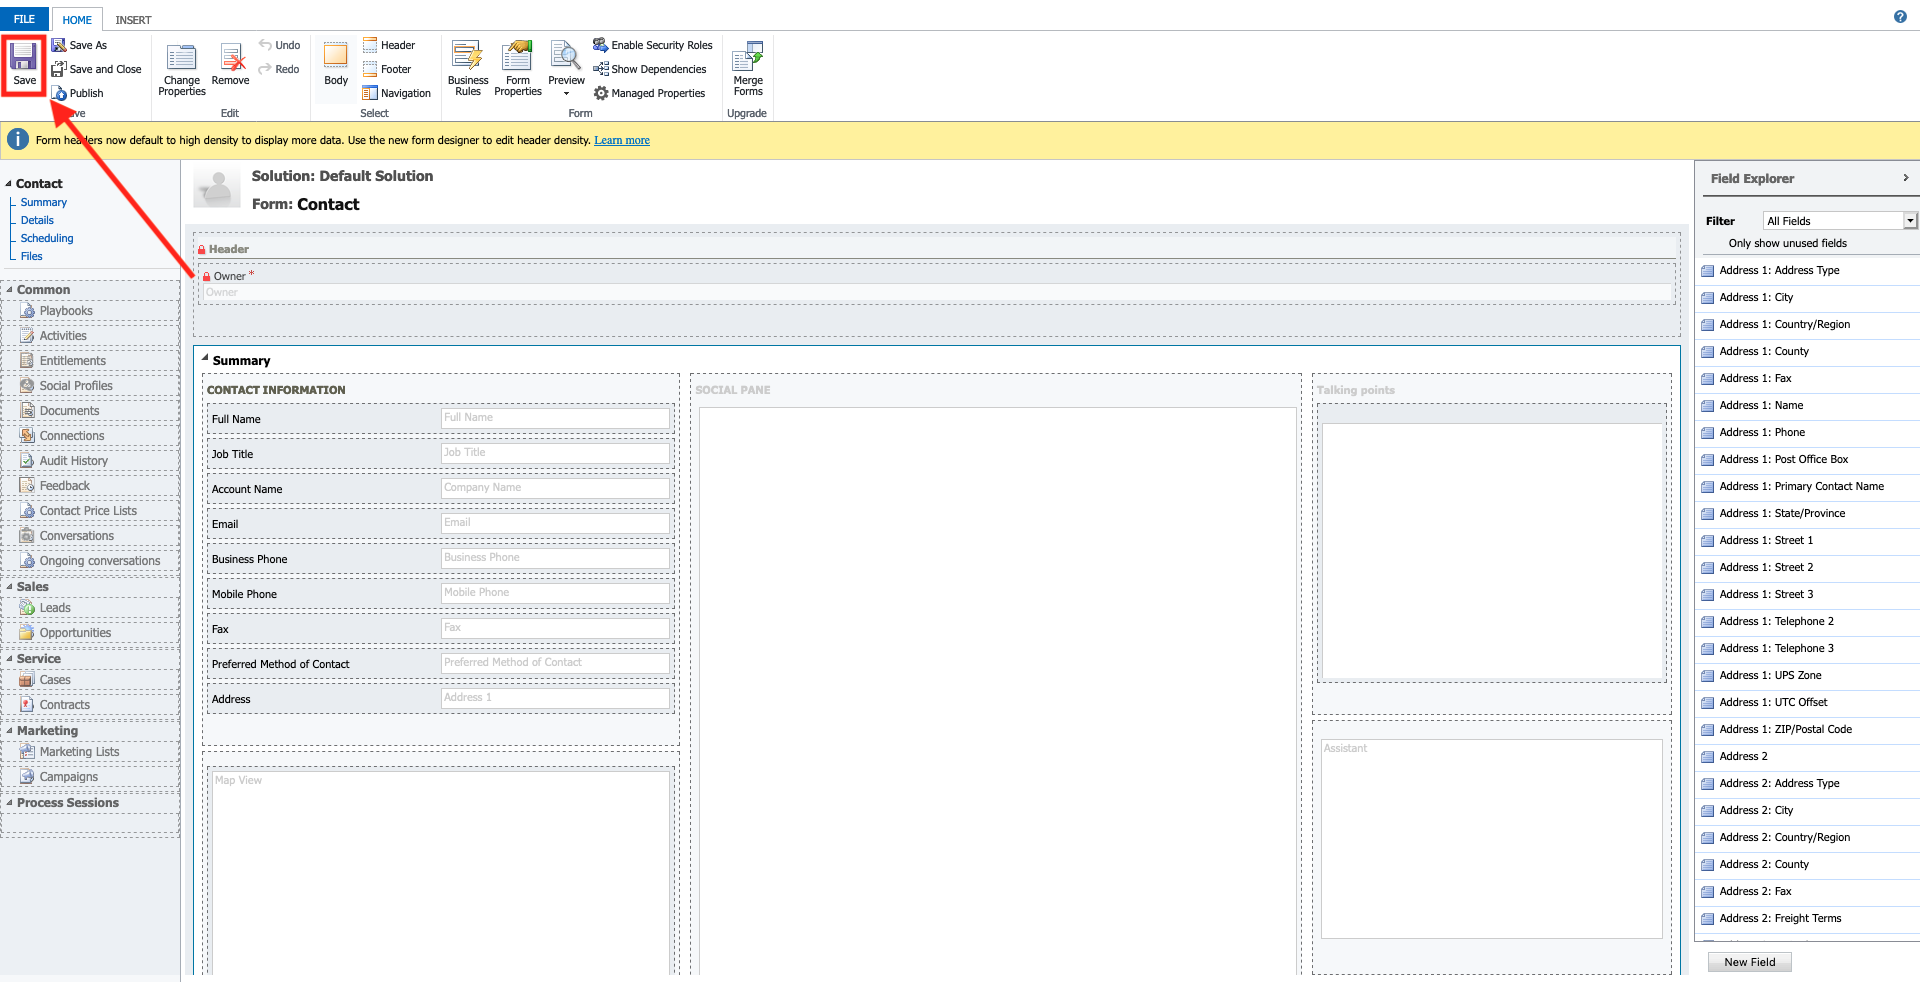 FILE
HOME
INSERT
Save
Save As
Save and Close
Publish
Change
Properties
Remove
Undo
Redo
Edit
Body
Header
Footer
Navigation
Select
Business
Rules
Form
Properties
Preview
Enable Security Roles
Show Dependencies
Managed Properties
Form
Merge
Forms
Upgrade
Form headers now default to high density to display more data. Use the new form designer to edit header density. Learn more
Contact
Summary
Details
Scheduling
Files
Common
Playbooks
Activities
Entitlements
Social Profiles
Documents
Connections
Audit History
Feedback
Contact Price Lists
Conversations
Ongoing conversations
Sales
Leads
Opportunities
Service
Cases
Contracts
Marketing
Marketing Lists
Campaigns
Process Sessions
Solution: Default Solution
Form: Contact
Header
Owner *
Owner
Summary
CONTACT INFORMATION
Full Name
Full Name
Job Title
Job Title
Account Name
Company Name
Email
Email
Business Phone
Business Phone
Mobile Phone
Mobile Phone
Fax
Fax
Preferred Method of Contact
Preferred Method of Contact
Address
Address 1
Map View
SOCIAL PANE
Talking points
Assistant
Field Explorer
Filter
All Fields
Only show unused fields
Address 1: Address Type
Address 1: City
Address 1: Country/Region
Address 1: County
Address 1: Fax
Address 1: Name
Address 1: Phone
Address 1: Post Office Box
Address 1: Primary Contact Name
Address 1: State/Province
Address 1: Street 1
Address 1: Street 2
Address 1: Street 3
Address 1: Telephone 2
Address 1: Telephone 3
Address 1: UPS Zone
Address 1: UTC Offset
Address 1: ZIP/Postal Code
Address 2
Address 2: Address Type
Address 2: City
Address 2: Country/Region
Address 2: County
Address 2: Fax
Address 2: Freight Terms
New Field